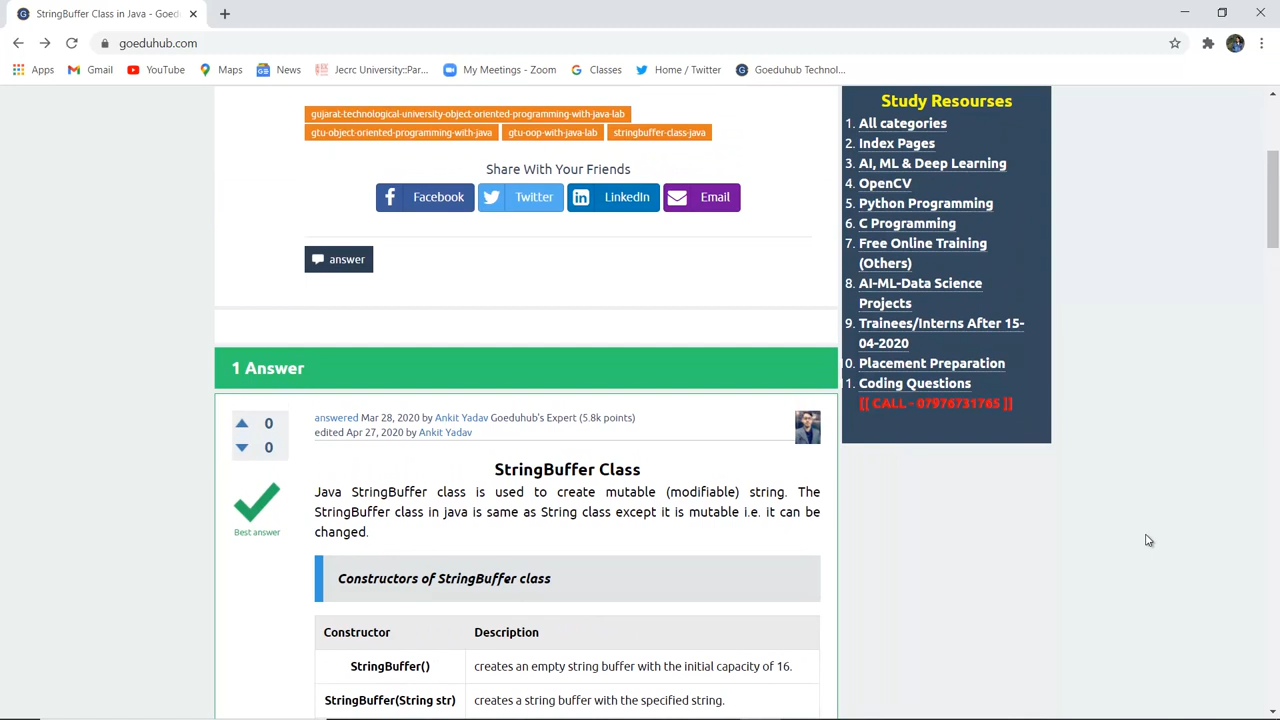 StringBuffer Class in Java - Goed
goeduhub.com
Apps
Gmail
YouTube
Maps
News
Jecrc University::Par...
My Meetings - Zoom
Classes
Home / Twitter
Goeduhub Technol...
gujarat-technological-university-object-oriented-programming-with-java-lab
gtu-object-oriented-programming-with-java
gtu-oop-with-java-lab
stringbuffer-class-java
Share With Your Friends
Facebook
Twitter
LinkedIn
Email
answer
1 Answer
0
0
Best answer
answered Mar 28, 2020 by Ankit Yadav Goeduhub's Expert (5.8k points)
edited Apr 27, 2020 by Ankit Yadav
StringBuffer Class
Java StringBuffer class is used to create mutable (modifiable) string. The
StringBuffer class in java is same as String class except it is mutable i.e. it can be
changed.
Constructors of StringBuffer class
Constructor Description
StringBuffer() creates an empty string buffer with the initial capacity of 16.
StringBuffer(String str) creates a string buffer with the specified string.
Study Resourses
1. All categories
2. Index Pages
3. AI, ML & Deep Learning
4. OpenCV
5. Python Programming
6. C Programming
7. Free Online Training
(Others)
8. AI-ML-Data Science
Projects
9. Trainees/Interns After 15-
04-2020
10. Placement Preparation
11. Coding Questions
[[ CALL - 07976731765 ]]